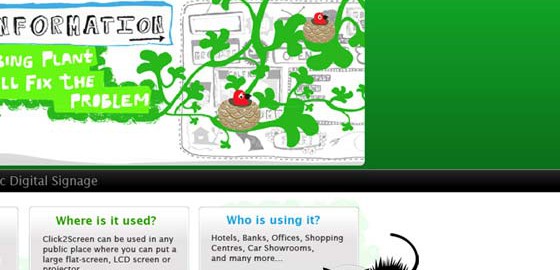 NFORMATION
PLANT
FIX THE
PROBLEM
c Digital Signage
Where is it used?
Who is using it?
Click2Screen can be used in any
public place where you can put a
large flat-screen, LCD screen or
projector
Hotels, Banks, Offices, Shopping
Centres, Car Showrooms,
and many more...